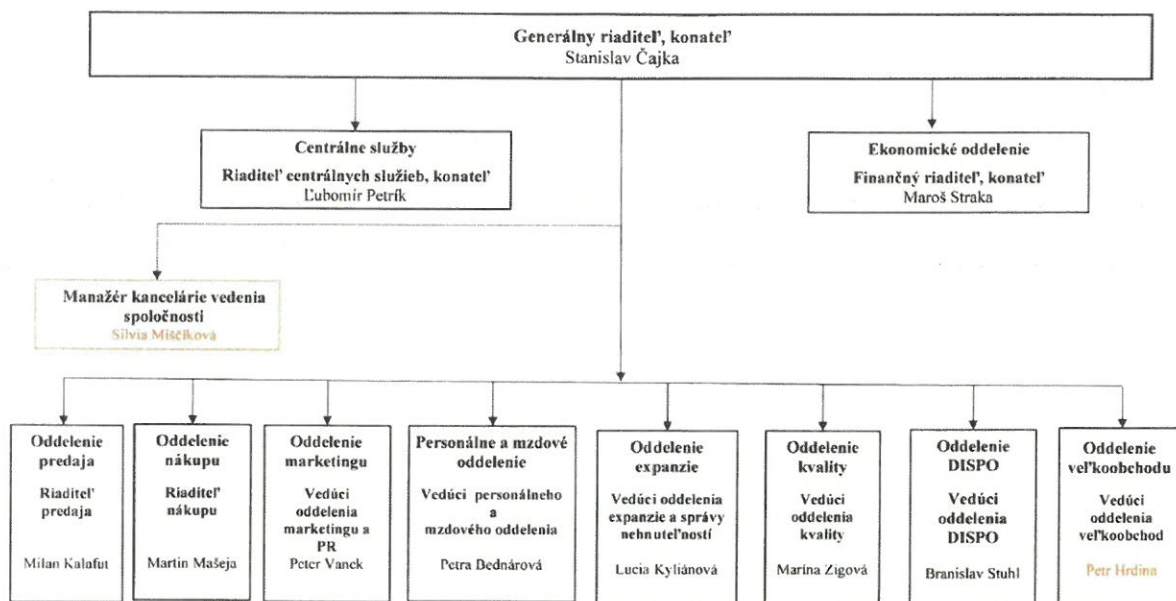 Generálny riaditeľ, konateľ
Stanislav Čajka
Centrálne služby
Riaditeľ centrálnych služieb, konateľ
Ľubomír Petrík
Ekonomické oddelenie
Finančný riaditeľ, konateľ
Maroš Straka
Manažér kancelárie vedenia
spoločnosti
Silvia Miščíková
Oddelenie
predaja
Riaditeľ
predaja
Milan Kalafut
Oddelenie
nákupu
Riaditeľ
nákupu
Martin Mašeja
Oddelenie
marketingu
Vedúci
oddelenia
marketingu a
PR
Peter Vanek
Personálne a mzdové
oddelenie
Vedúci personálneho
a
mzdového oddelenia
Petra Bednárová
Oddelenie
expanzie
Vedúci oddelenia
expanzie a správy
nehnuteľností
Lucia Kyliánová
Oddelenie
kvality
Vedúci
oddelenia
kvality
Marína Zigová
Oddelenie
DISPO
Vedúci
oddelenia
DISPO
Branislav Stuhl
Oddelenie
veľkoobchodu
Vedúci
oddelenia
veľkoobchod
Petr Hrdina